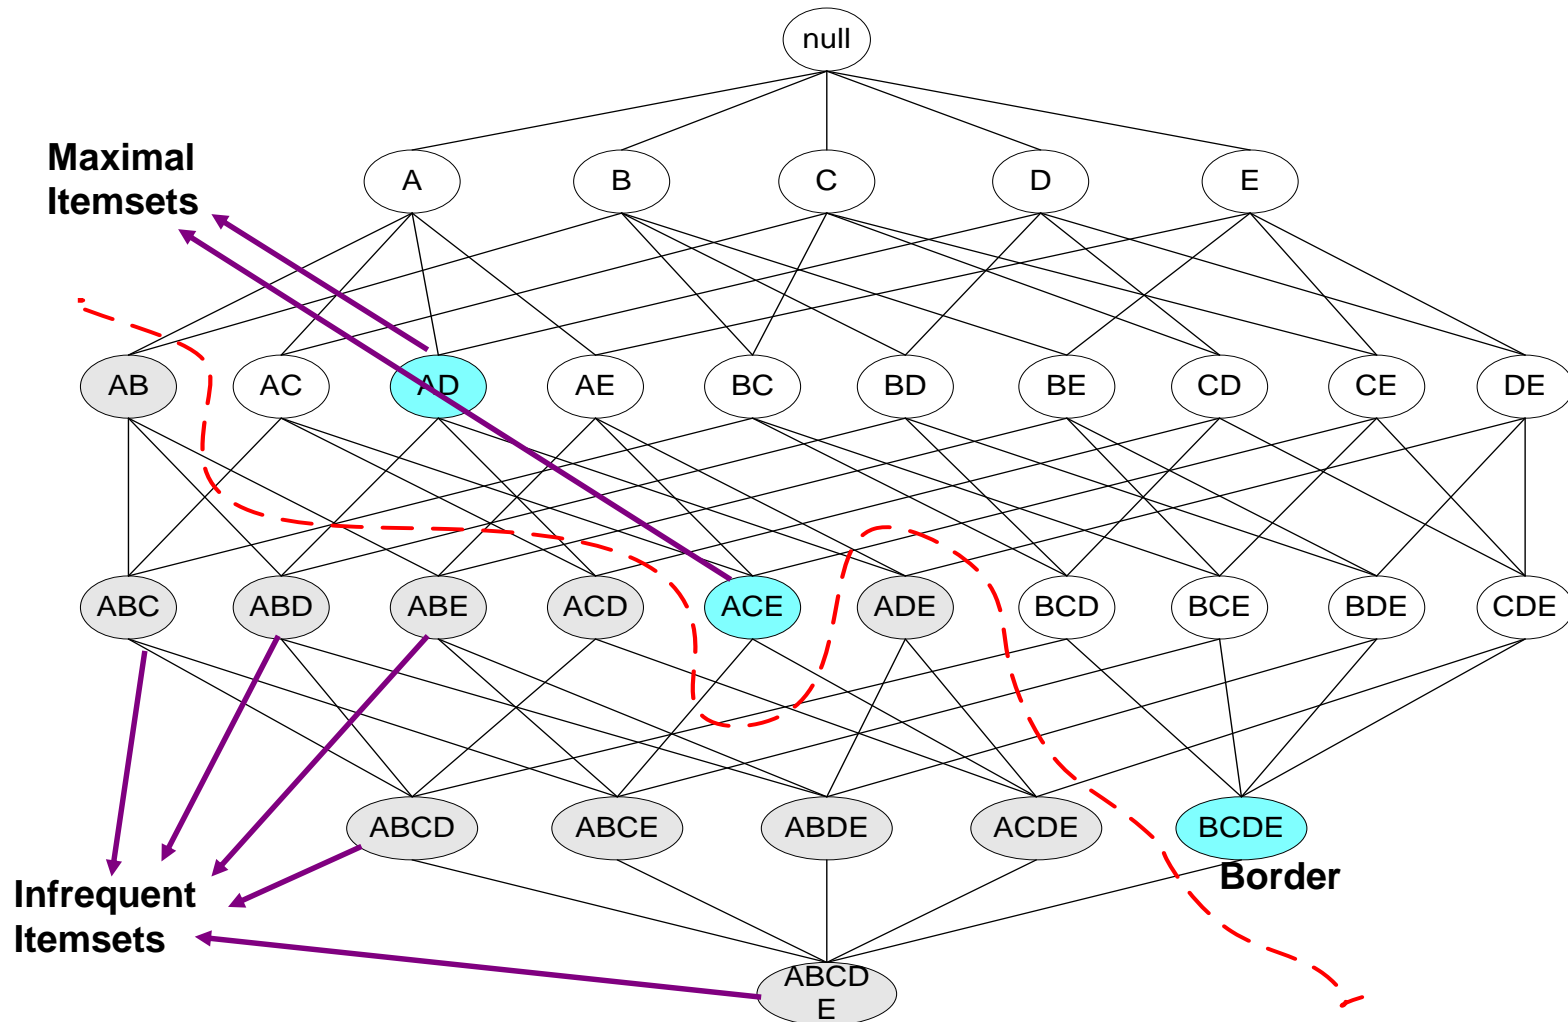 null
Maximal
Itemsets
A B C D E
AB AC AD AE BC BD BE CD CE DE
ABC ABD ABE ACD ACE ADE BCD BCE BDE CDE
ABCD ABCE ABDE ACDE BCDE
Border
Infrequent
Itemsets
ABCD
E